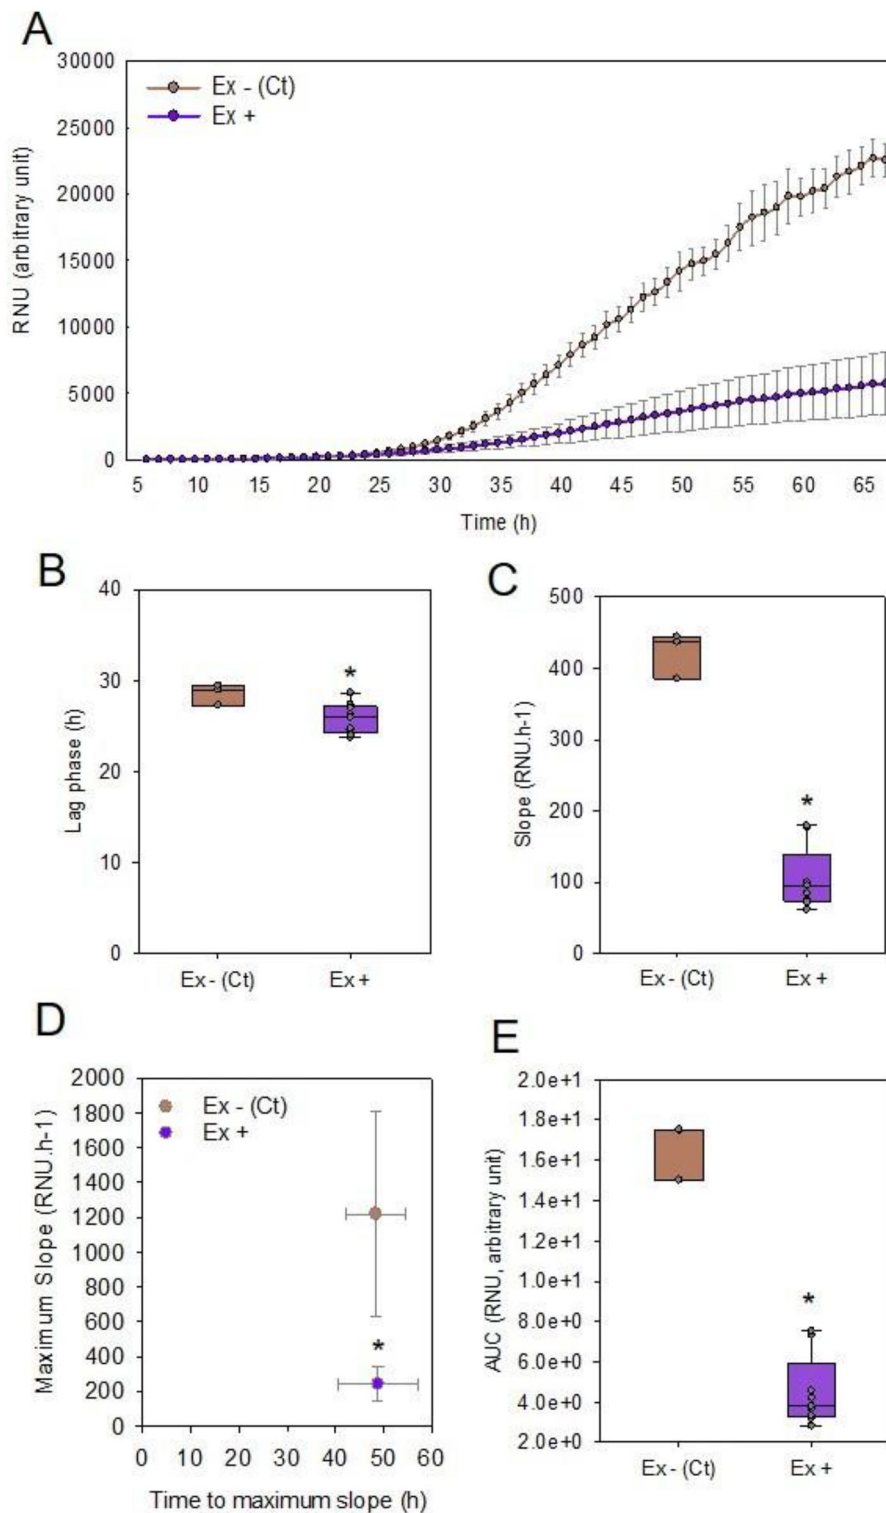 A
30000
25000
20000
15000
10000
5000
0
RNU (arbitrary unit)
Ex - (Ct)
Ex +
5 10 15 20 25 30 35 40 45 50 55 60 65
Time (h)
B
40
30
20
10
0
Lag phase (h)
*
Ex - (Ct) Ex +
C
500
400
300
200
100
0
Slope (RNU.h-1)
*
Ex - (Ct) Ex +
D
2000
1800
1600
1400
1200
1000
800
600
400
200
0
Maximum Slope (RNU.h-1)
Ex - (Ct)
Ex +
*
0 10 20 30 40 50 60
Time to maximum slope (h)
E
2.0e+1
1.8e+1
1.6e+1
1.4e+1
1.2e+1
1.0e+1
8.0e+0
6.0e+0
4.0e+0
2.0e+0
AUC (RNU, arbitrary unit)
*
Ex - (Ct) Ex +